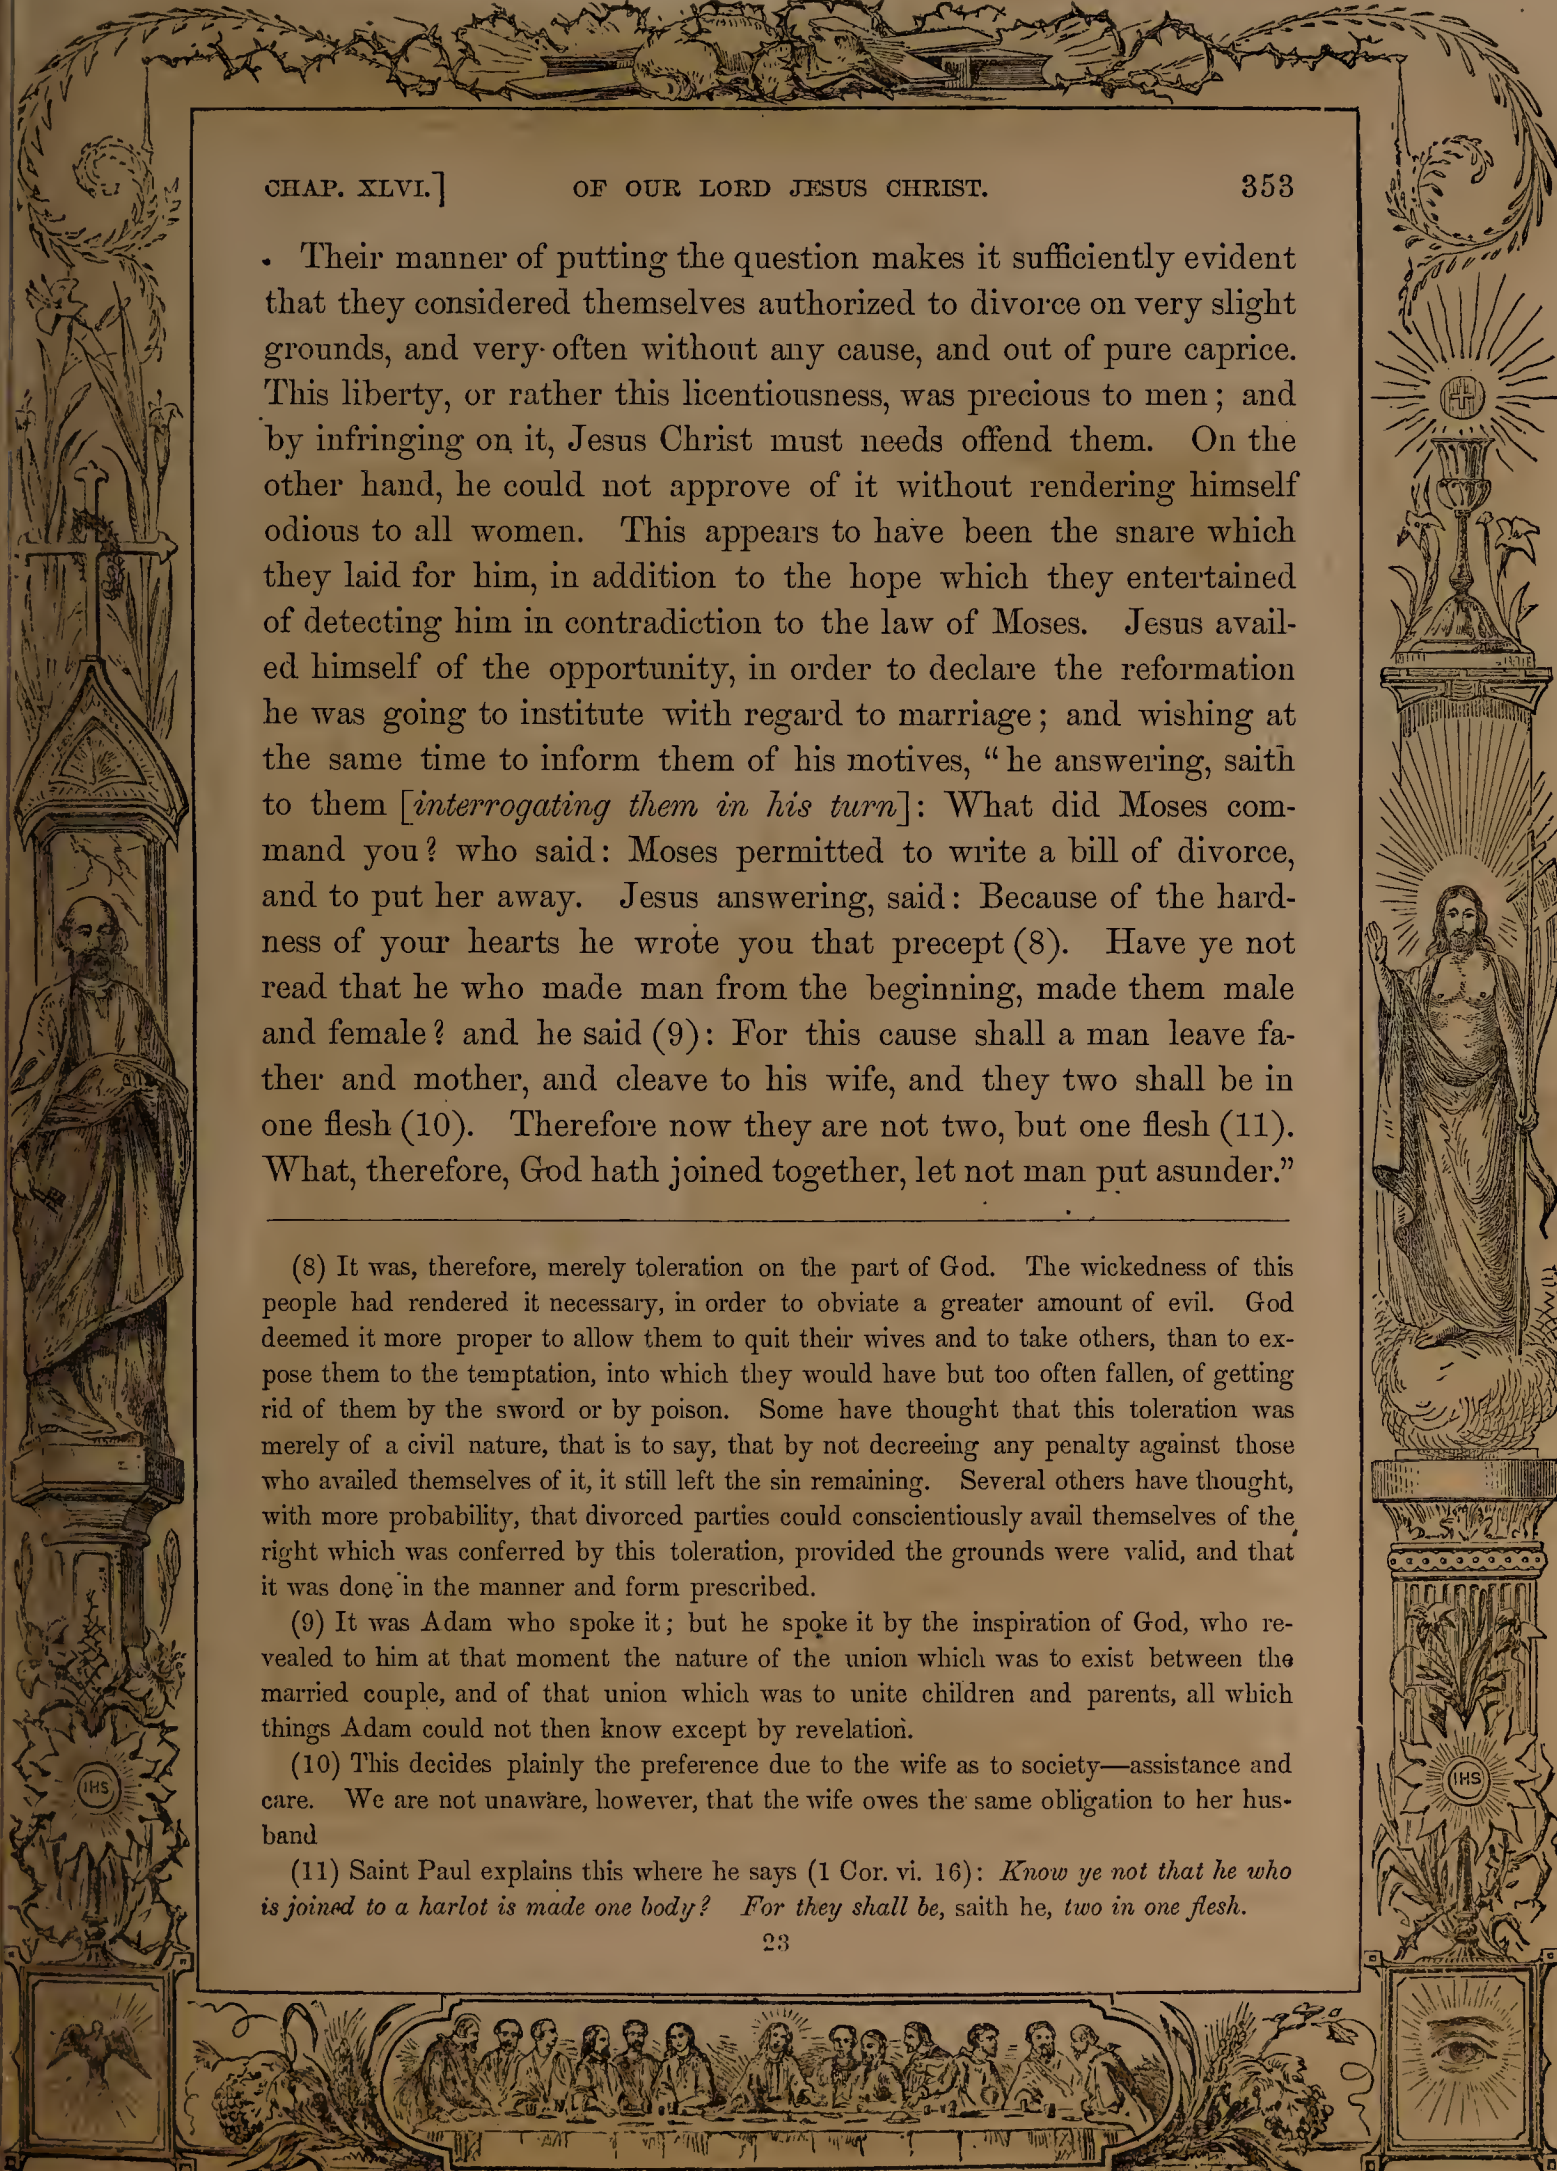 CHAP. XLVI.] OF OUR LORD JESUS CHRIST. 353
Their manner of putting the question makes it sufficiently evident
that they considered themselves authorized to divorce on very slight
grounds, and very often without any cause, and out of pure caprice.
This liberty, or rather this licentiousness, was precious to men; and
by infringing on it, Jesus Christ must needs offend them. On the
other hand, he could not approve of it without rendering himself
odious to all women. This appears to have been the snare which
they laid for him, in addition to the hope which they entertained
of detecting him in contradiction to the law of Moses. Jesus avail-
ed himself of the opportunity, in order to declare the reformation
he was going to institute with regard to marriage; and wishing at
the same time to inform them of his motives, "he answering, saith
to them [interrogating them in his turn]: What did Moses com-
mand you? who said: Moses permitted to write a bill of divorce,
and to put her away. Jesus answering, said: Because of the hard-
ness of your hearts he wrote you that precept (8). Have ye not
read that he who made man from the beginning, made them male
and female? and he said (9): For this cause shall a man leave fa-
ther and mother, and cleave to his wife, and they two shall be in
one flesh (10). Therefore now they are not two, but one flesh (11).
What, therefore, God hath joined together, let not man put asunder."
(8) It was, therefore, merely toleration on the part of God. The wickedness of this
people had rendered it necessary, in order to obviate a greater amount of evil. God
deemed it more proper to allow them to quit their wives and to take others, than to ex-
pose them to the temptation, into which they would have but too often fallen, of getting
rid of them by the sword or by poison. Some have thought that this toleration was
merely of a civil nature, that is to say, that by not decreeing any penalty against those
who availed themselves of it, it still left the sin remaining. Several others have thought,
with more probability, that divorced parties could conscientiously avail themselves of the
right which was conferred by this toleration, provided the grounds were valid, and that
it was done in the manner and form prescribed.
(9) It was Adam who spoke it; but he spoke it by the inspiration of God, who re-
vealed to him at that moment the nature of the union which was to exist between the
married couple, and of that union which was to unite children and parents, all which
things Adam could not then know except by revelation.
(10) This decides plainly the preference due to the wife as to society—assistance and
care. We are not unaware, however, that the wife owes the same obligation to her hus-
band
(11) Saint Paul explains this where he says (1 Cor. vi. 16): Know ye not that he who
is joined to a harlot is made one body? For they shall be, saith he, two in one flesh.
23
IHS
IHS